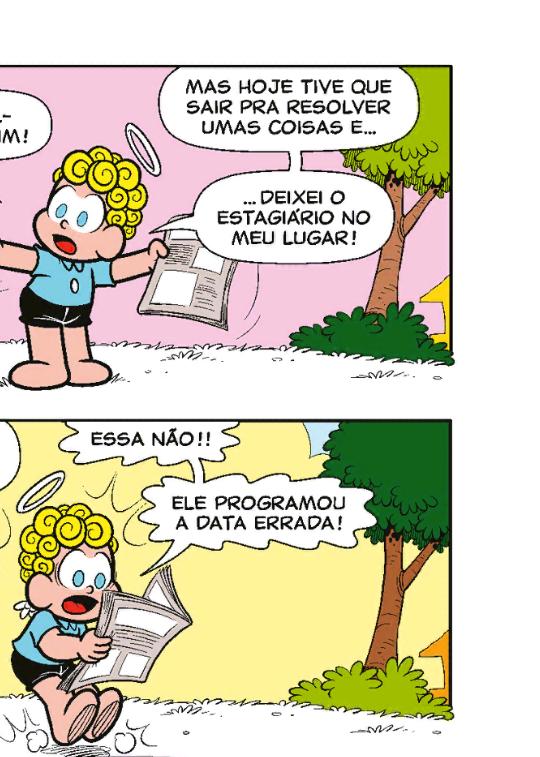 MAS HOJE TIVE QUE
SAIR PRA RESOLVER
UMAS COISAS E...
...DEIXEI O
ESTAGIÁRIO NO
MEU LUGAR!
ESSA NÃO!!
ELE PROGRAMOU
A DATA ERRADA!